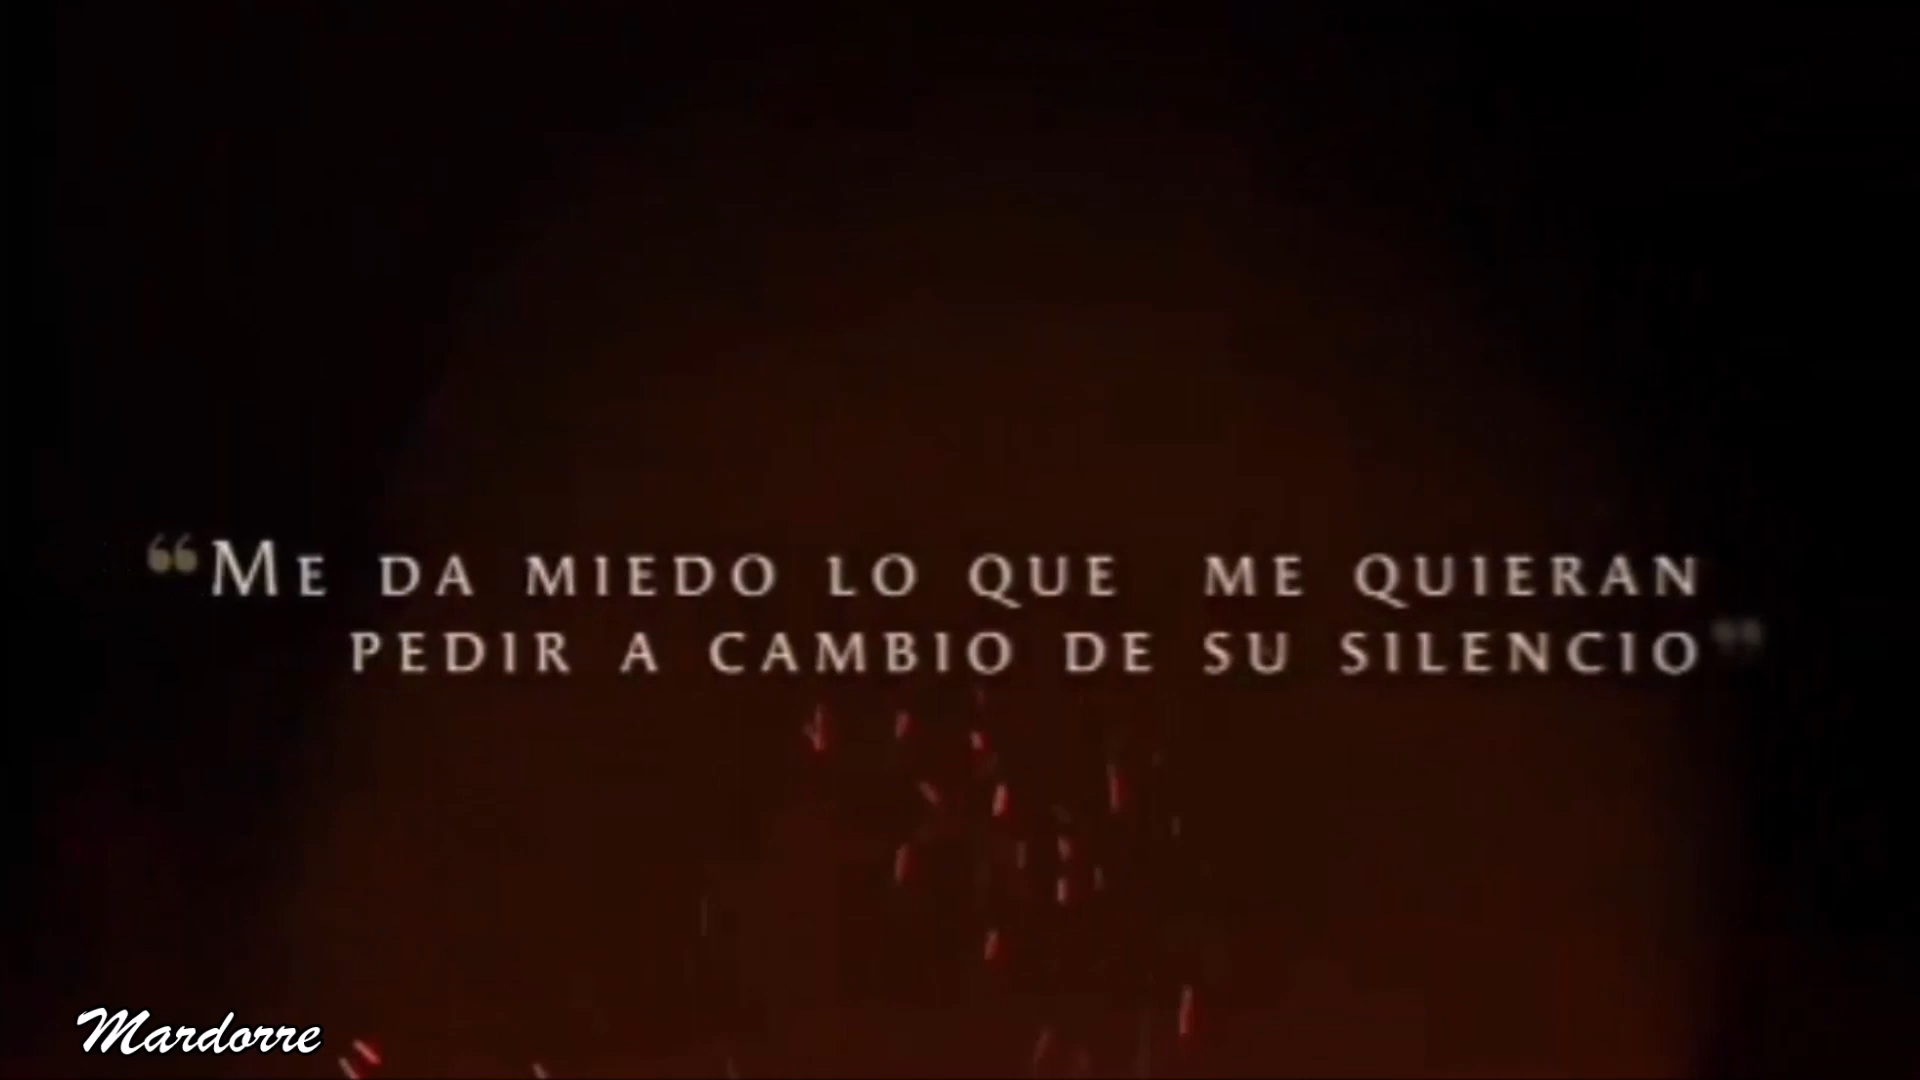 “Me da miedo lo que me quieran
pedir a cambio de su silencio”
Mardorre